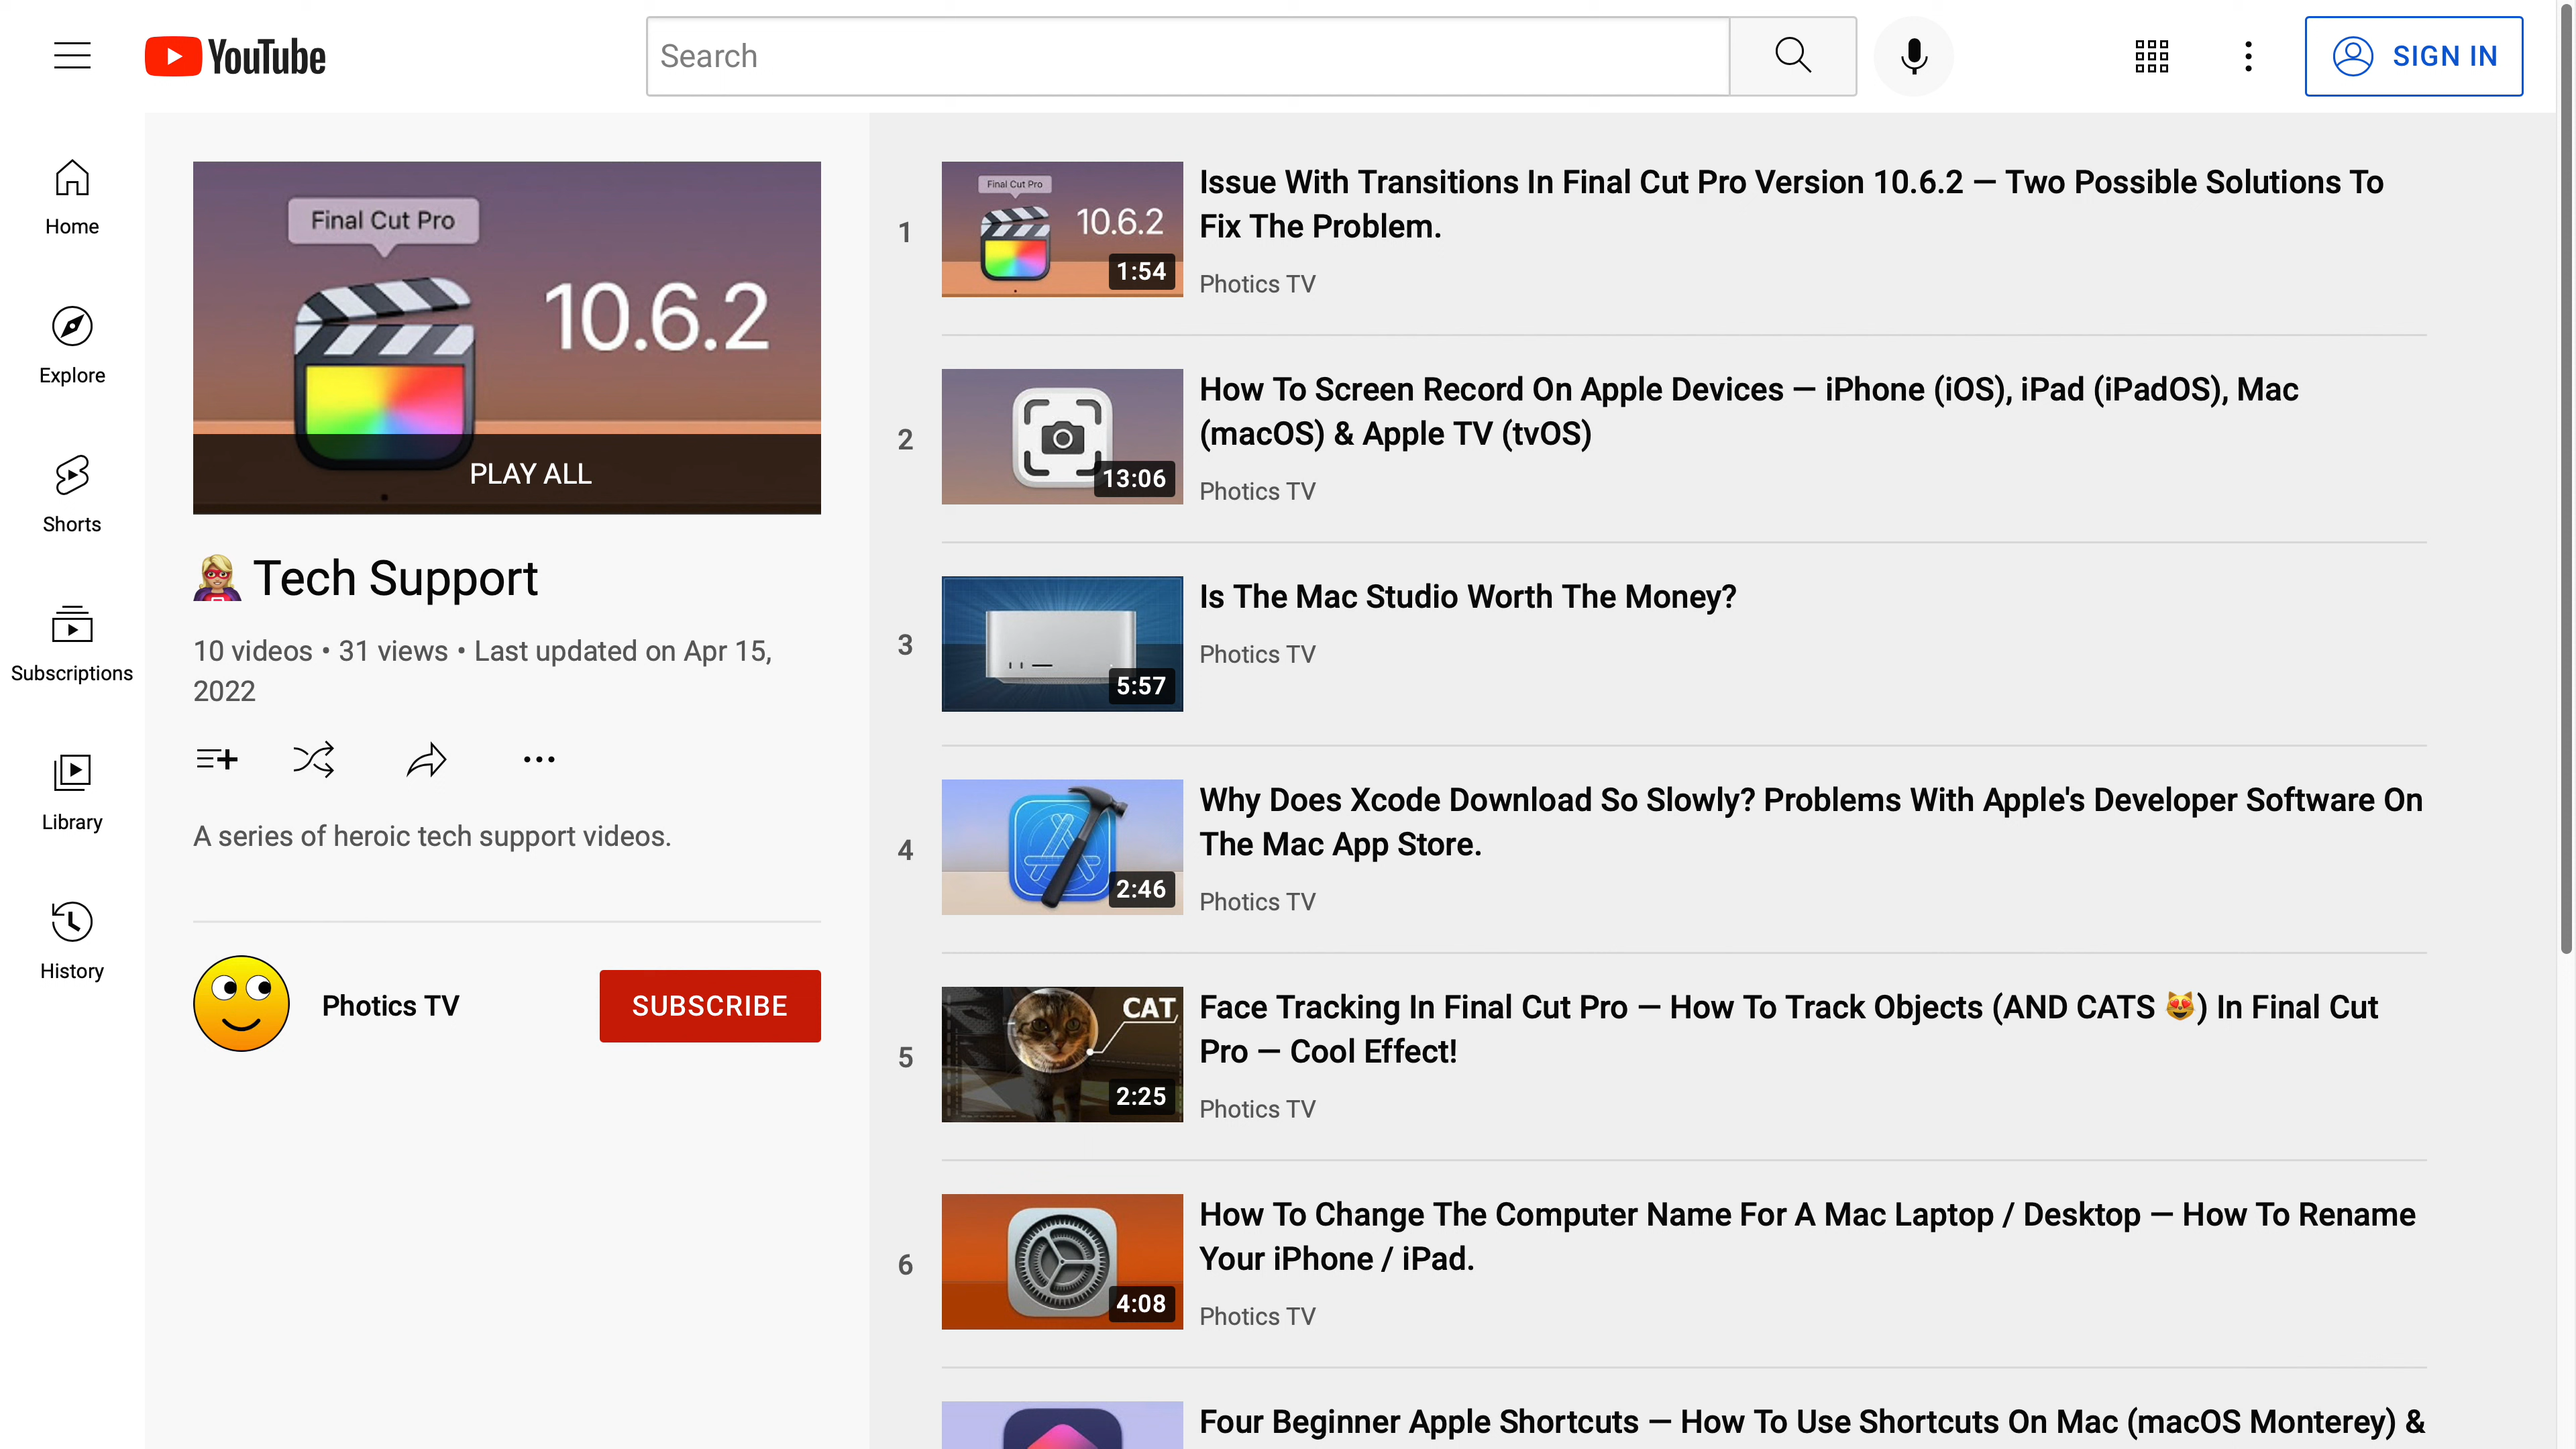 YouTube
Search
SIGN IN
Home
Explore
Shorts
Subscriptions
Library
History
Final Cut Pro
10.6.2
PLAY ALL
Tech Support
10 videos • 31 views • Last updated on Apr 15,
2022
A series of heroic tech support videos.
Photics TV
SUBSCRIBE
1
Final Cut Pro
10.6.2
1:54
Issue With Transitions In Final Cut Pro Version 10.6.2 — Two Possible Solutions To
Fix The Problem.
Photics TV
2
13:06
How To Screen Record On Apple Devices — iPhone (iOS), iPad (iPadOS), Mac
(macOS) & Apple TV (tvOS)
Photics TV
3
5:57
Is The Mac Studio Worth The Money?
Photics TV
4
2:46
Why Does Xcode Download So Slowly? Problems With Apple's Developer Software On
The Mac App Store.
Photics TV
5
CAT
2:25
Face Tracking In Final Cut Pro — How To Track Objects (AND CATS 😻) In Final Cut
Pro — Cool Effect!
Photics TV
6
4:08
How To Change The Computer Name For A Mac Laptop / Desktop — How To Rename
Your iPhone / iPad.
Photics TV
Four Beginner Apple Shortcuts — How To Use Shortcuts On Mac (macOS Monterey) &